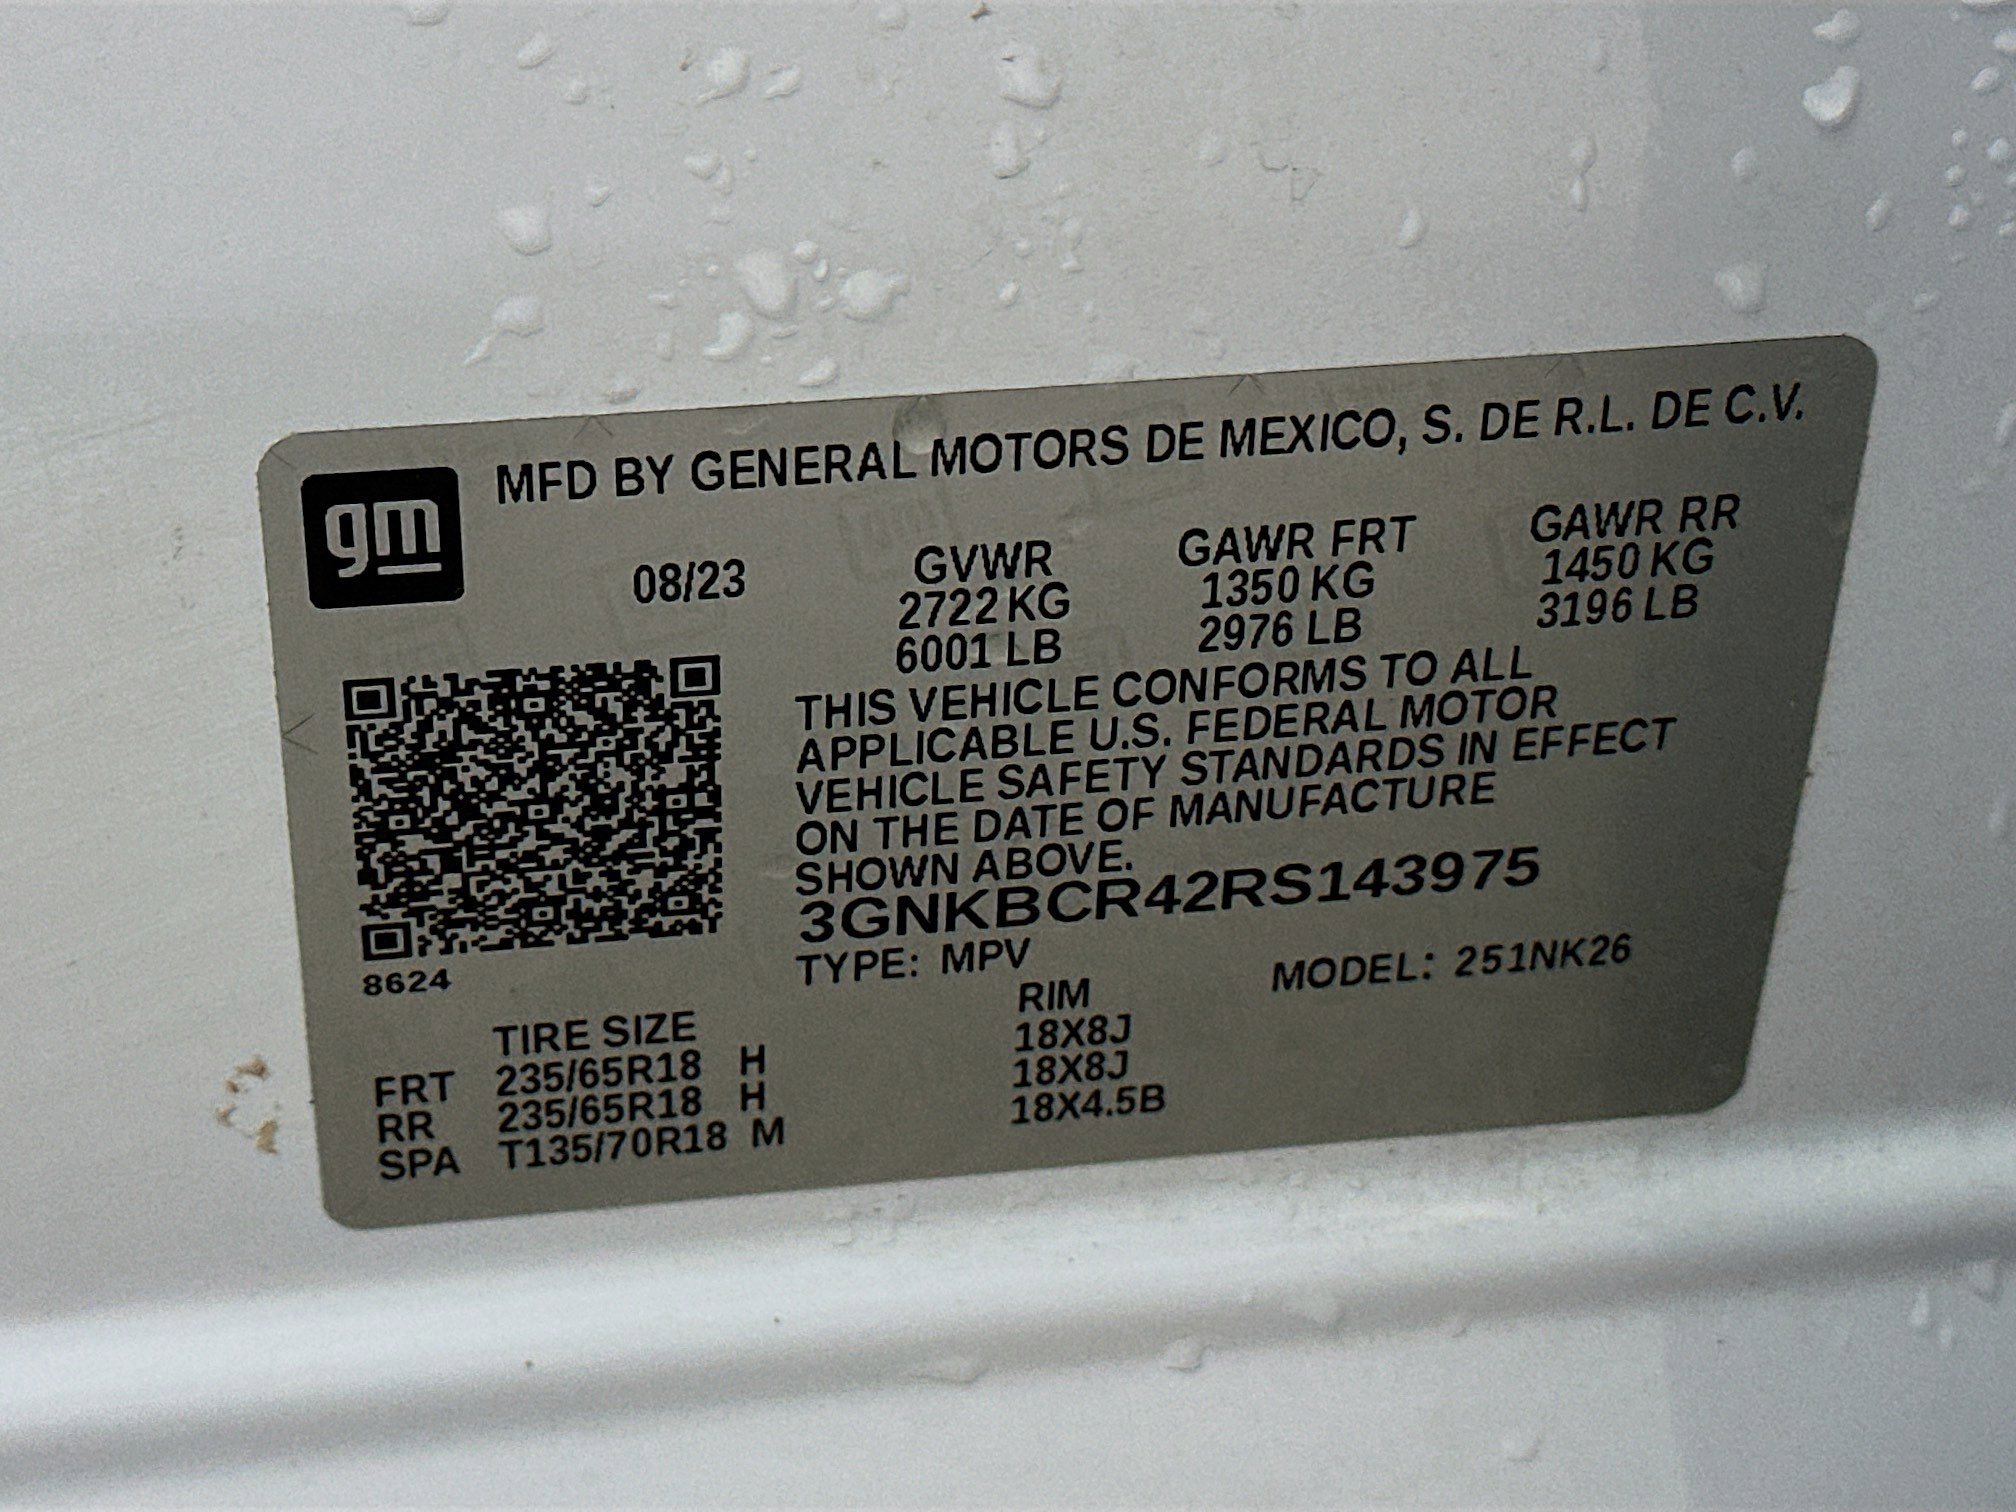 gm
MFD BY GENERAL MOTORS DE MEXICO, S. DE R.L. DE C.V.
08/23 GVWR GAWR FRT GAWR RR
2722 KG 1350 KG 1450 KG
6001 LB 2976 LB 3196 LB
THIS VEHICLE CONFORMS TO ALL
APPLICABLE U.S. FEDERAL MOTOR
VEHICLE SAFETY STANDARDS IN EFFECT
ON THE DATE OF MANUFACTURE
SHOWN ABOVE.
3GNKBCR42RS143975
TYPE: MPV MODEL: 251NK26
8624
TIRE SIZE RIM
FRT 235/65R18 H 18X8J
RR 235/65R18 H 18X8J
SPA T135/70R18 M 18X4.5B